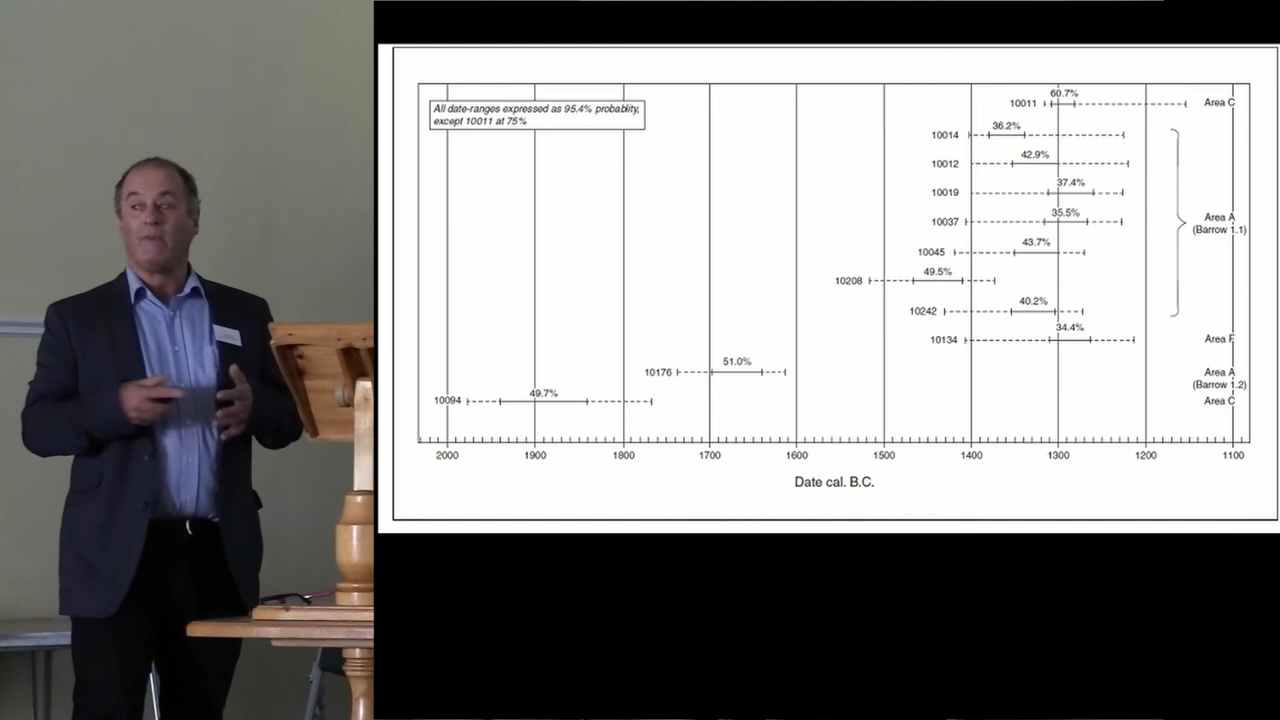 All date-ranges expressed as 95.4% probablity,
except 10011 at 75%
60.7%
10011
Area C
36.2%
10014
42.9%
10012
37.4%
10019
35.5%
10037
Area A
(Barrow 1.1)
43.7%
10045
49.5%
10208
40.2%
10242
34.4%
10134
Area F
51.0%
10176
Area A
(Barrow 1.2)
49.7%
10094
Area C
2000 1900 1800 1700 1600 1500 1400 1300 1200 1100
Date cal. B.C.